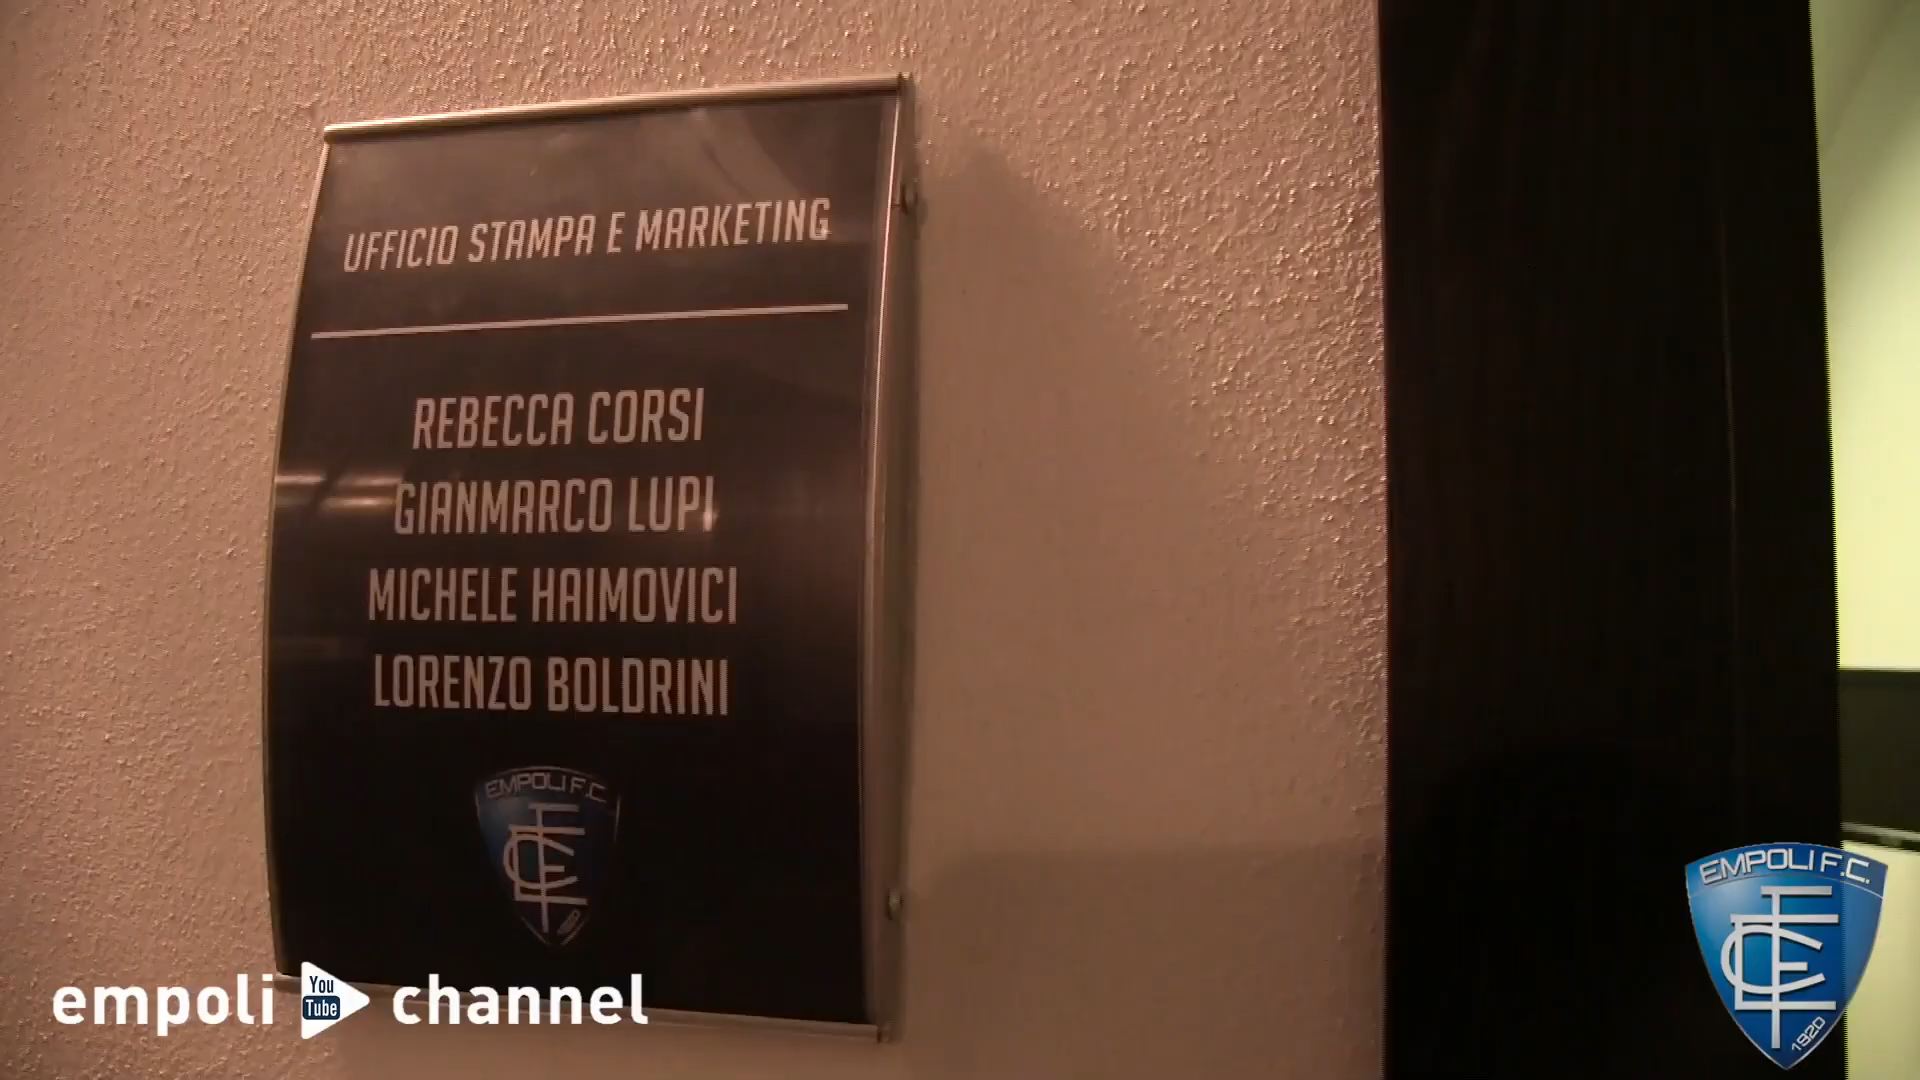 UFFICIO STAMPA E MARKETING
REBECCA CORSI
GIANMARCO LUPI
MICHELE HAIMOVICI
LORENZO BOLDRINI
EMPOLI F.C.
empoli You Tube channel
EMPOLI F.C.
1920